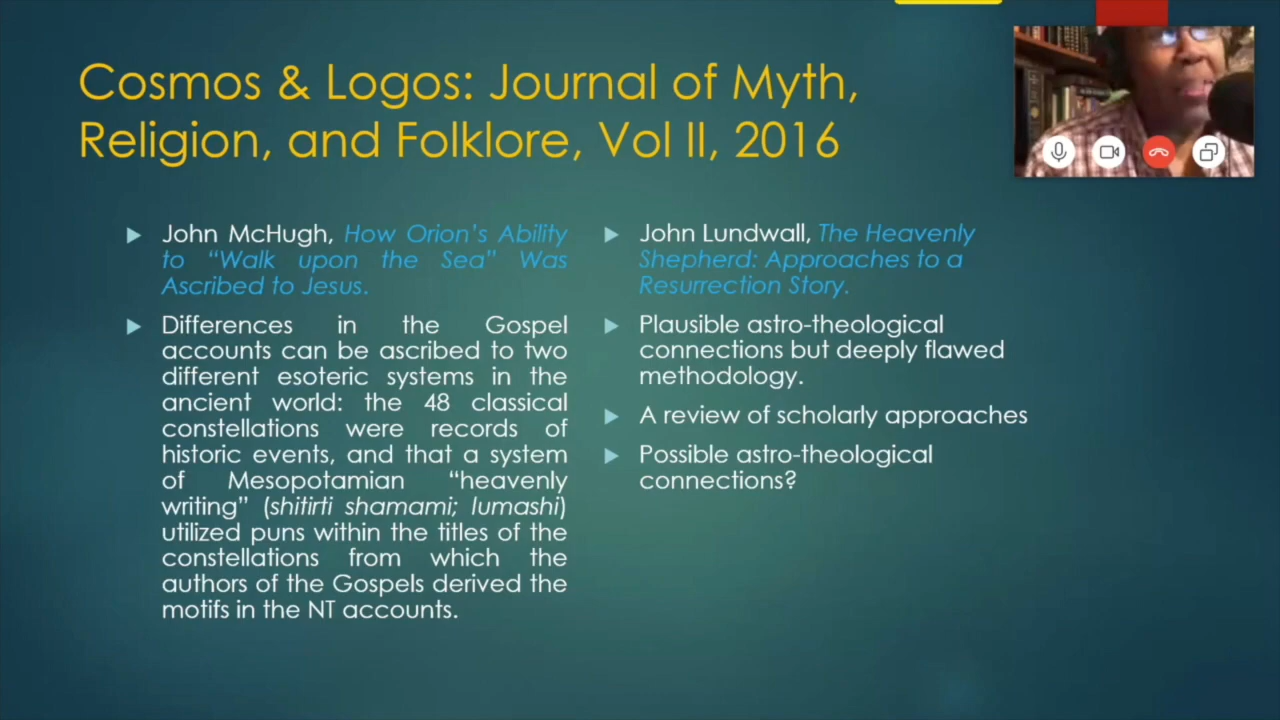 Cosmos & Logos: Journal of Myth,
Religion, and Folklore, Vol II, 2016
John McHugh, How Orion’s Ability
to “Walk upon the Sea” Was
Ascribed to Jesus.
Differences in the Gospel
accounts can be ascribed to two
different esoteric systems in the
ancient world: the 48 classical
constellations were records of
historic events, and that a system
of Mesopotamian “heavenly
writing” (shitirti shamami; lumashi)
utilized puns within the titles of the
constellations from which the
authors of the Gospels derived the
motifs in the NT accounts.
John Lundwall, The Heavenly
Shepherd: Approaches to a
Resurrection Story.
Plausible astro-theological
connections but deeply flawed
methodology.
A review of scholarly approaches
Possible astro-theological
connections?